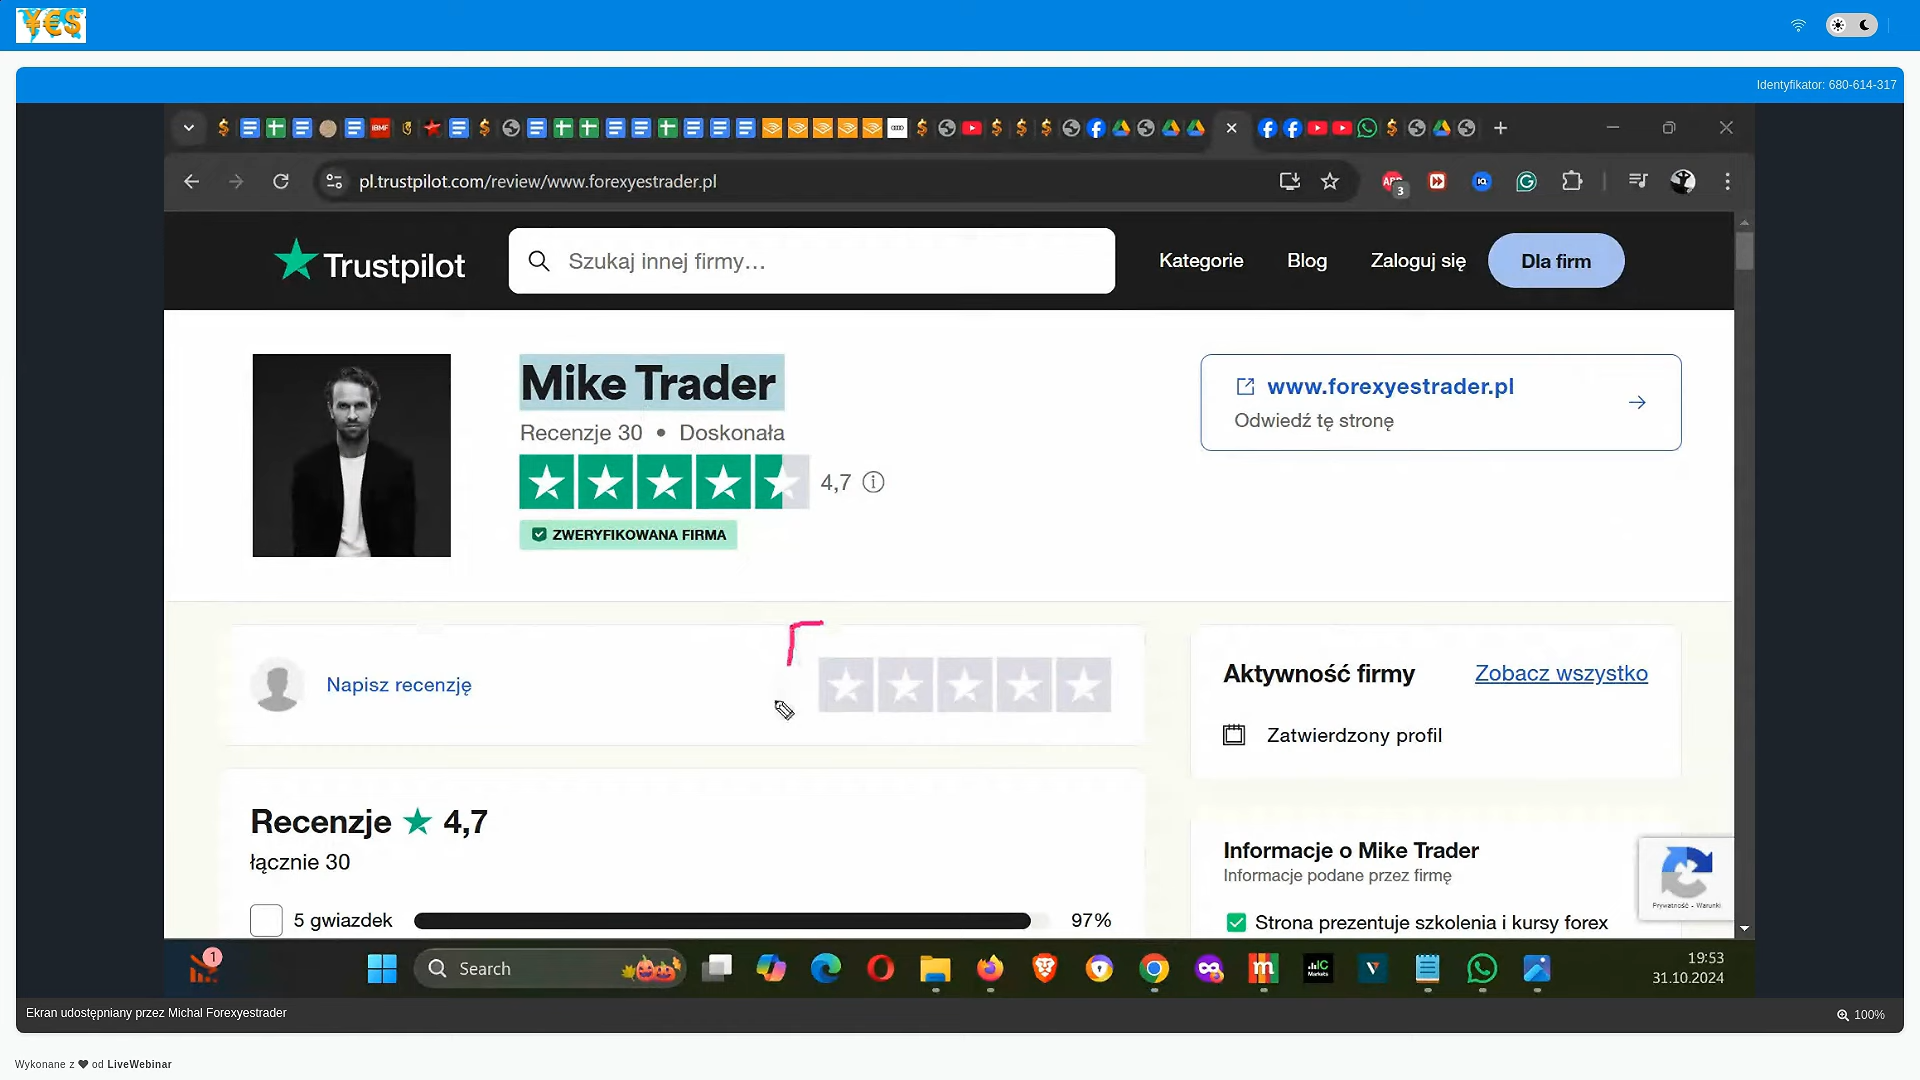 ¥€$
Identyfikator: 680-614-317
pl.trustpilot.com/review/www.forexyestrader.pl
3
Trustpilot
Szukaj innej firmy...
Kategorie
Blog
Zaloguj się
Dla firm
Mike Trader
Recenzje 30 • Doskonała
4,7
ZWERYFIKOWANA FIRMA
www.forexyestrader.pl
Odwiedź tę stronę
Napisz recenzję
Aktywność firmy
Zobacz wszystko
Zatwierdzony profil
Recenzje 4,7
łącznie 30
5 gwiazdek
97%
Informacje o Mike Trader
Informacje podane przez firmę
Strona prezentuje szkolenia i kursy forex
Prywatność - Warunki
1
Search
19:53
31.10.2024
Ekran udostępniany przez Michal Forexyestrader
100%
Wykonane z ❤ od LiveWebinar